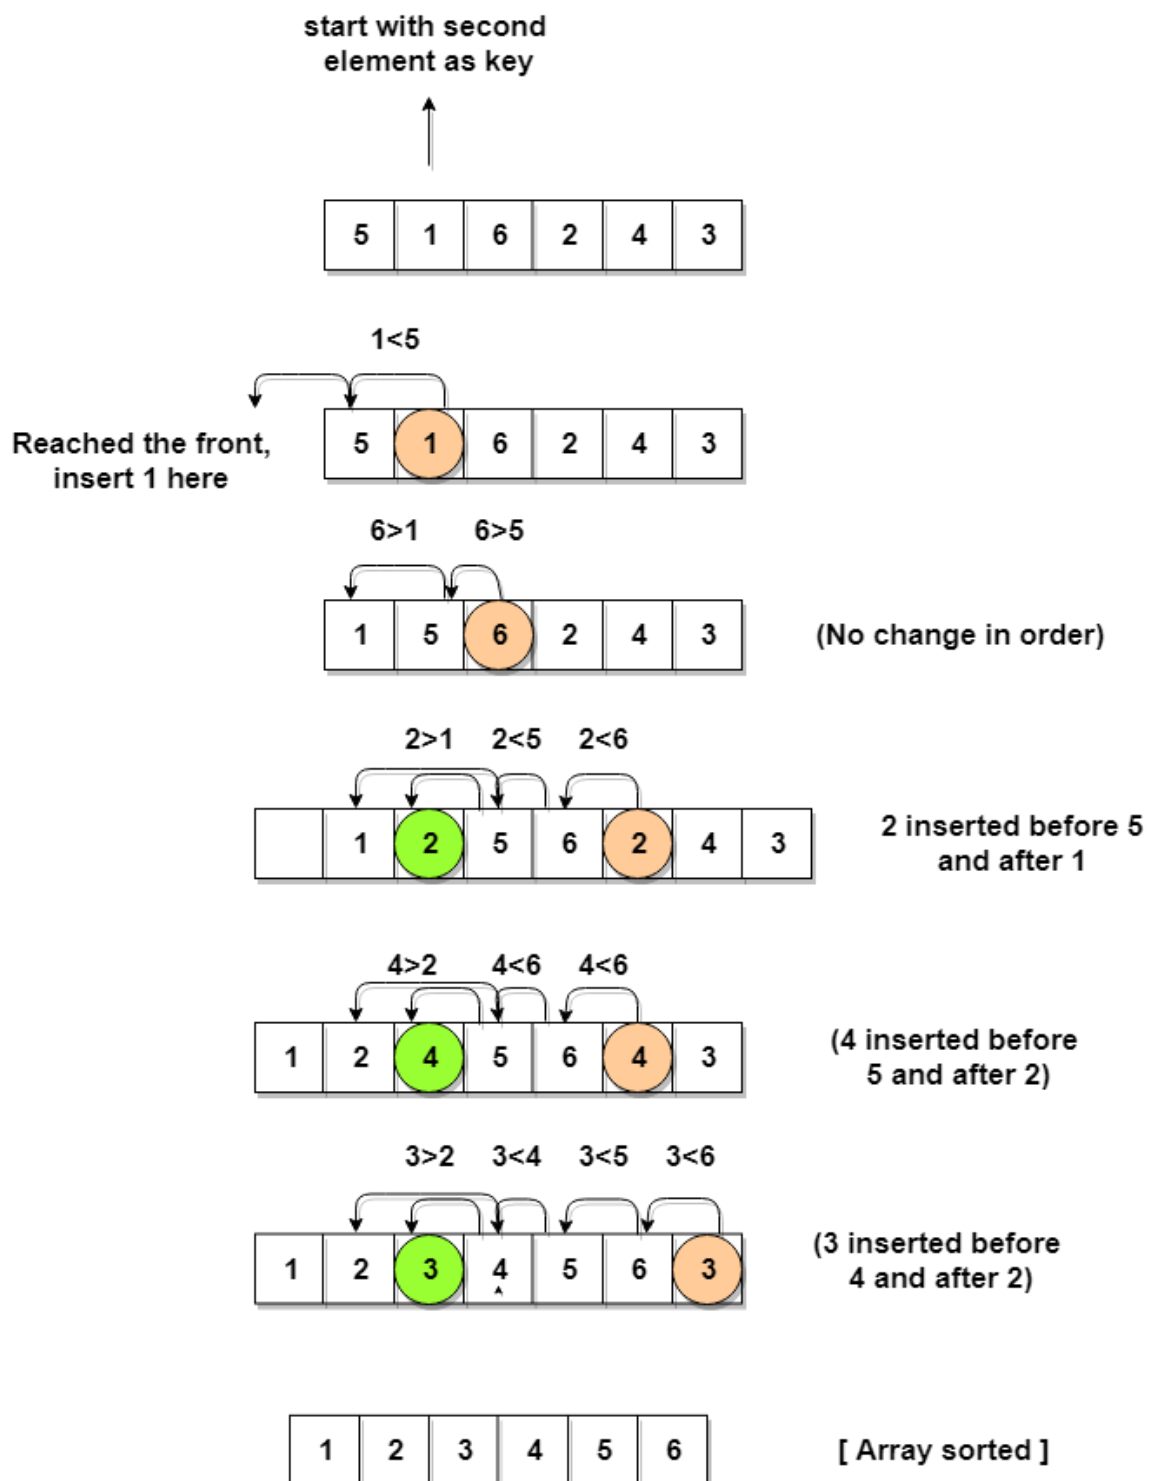 start with second
element as key
5 1 6 2 4 3
1<5
Reached the front,
insert 1 here
5 1 6 2 4 3
6>1 6>5
1 5 6 2 4 3
(No change in order)
2>1 2<5 2<6
1 2 5 6 2 4 3
2 inserted before 5
and after 1
4>2 4<6 4<6
1 2 4 5 6 4 3
(4 inserted before
5 and after 2)
3>2 3<4 3<5 3<6
1 2 3 4 5 6 3
(3 inserted before
4 and after 2)
1 2 3 4 5 6
[ Array sorted ]